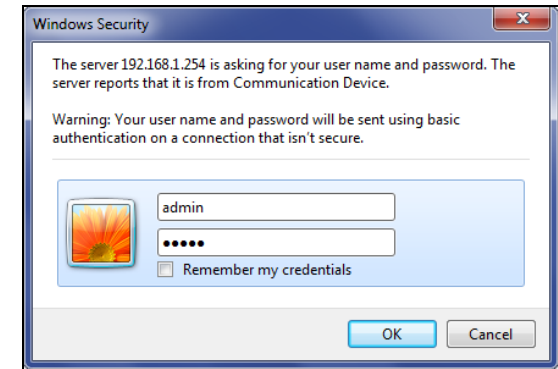 Windows Security
The server 192.168.1.254 is asking for your user name and password. The
server reports that it is from Communication Device.
Warning: Your user name and password will be sent using basic
authentication on a connection that isn't secure.
admin
●●●●●
Remember my credentials
OK Cancel